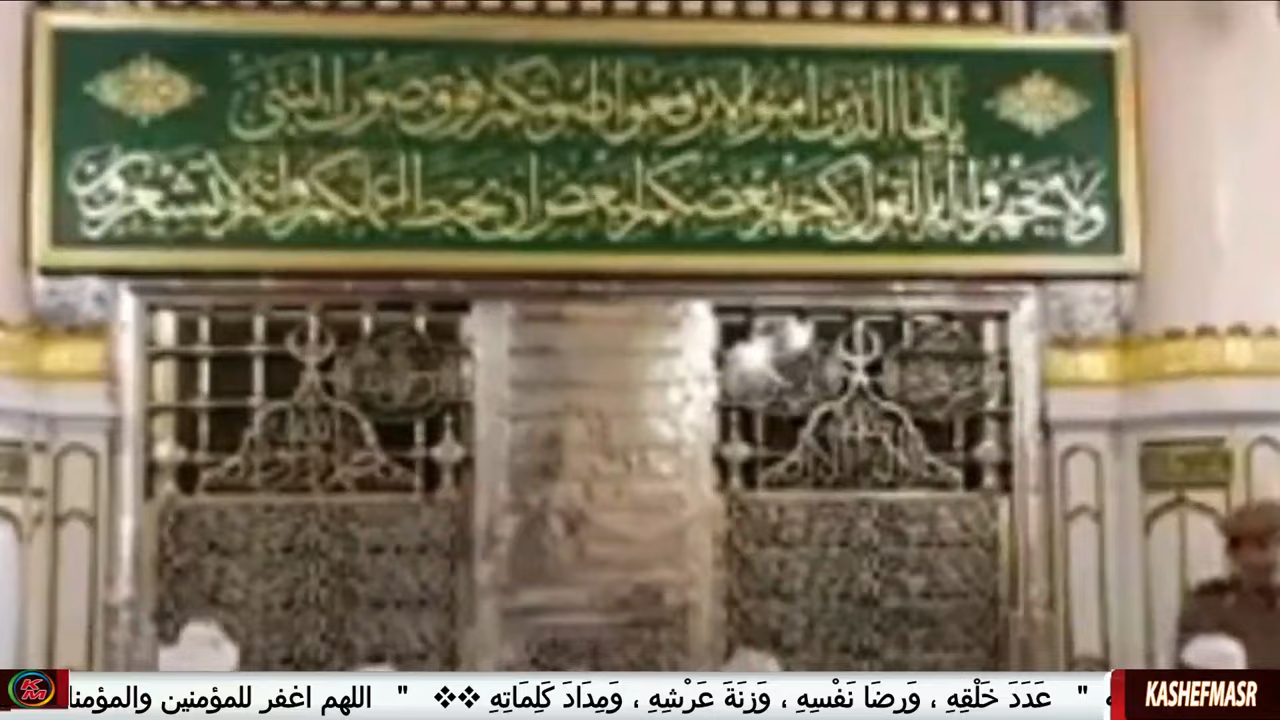 يا أيها الذين آمنوا لا ترفعوا أصواتكم فوق صوت النبي
ولا تجهروا له بالقول كجهر بعضكم لبعض أن تحبط أعمالكم وأنتم لا تشعرون
عَدَدَ خَلْقِهِ ، وَرِضَا نَفْسِهِ ، وَزِنَةَ عَرْشِهِ ، وَمِدَادَ كَلِمَاتِهِ ❖❖ " اللهم اغفر للمؤمنين والمؤمنا
KM
KASHEFMASR